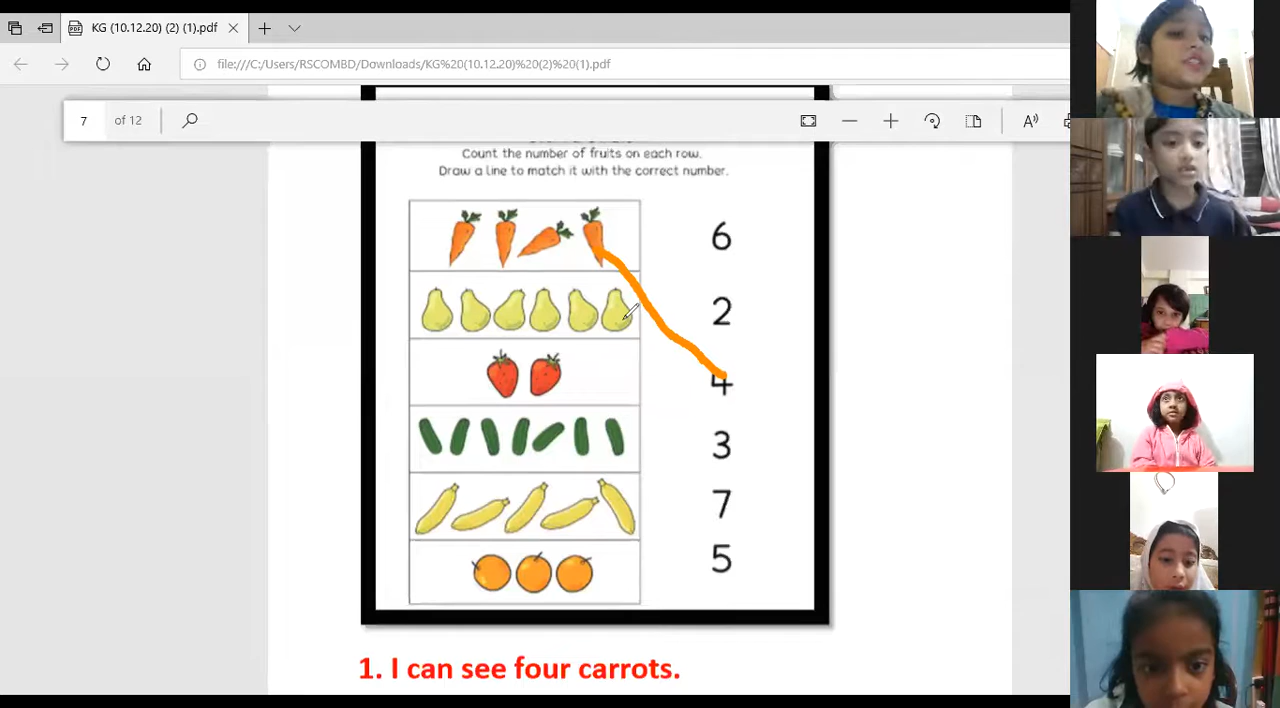 KG (10.12.20) (2) (1).pdf
file:///C:/Users/RSCOMBD/Downloads/KG%20(10.12.20)%20(2)%20(1).pdf
7 of 12
Count the number of fruits on each row.
Draw a line to match it with the correct number.
6
2
4
3
7
5
1. I can see four carrots.